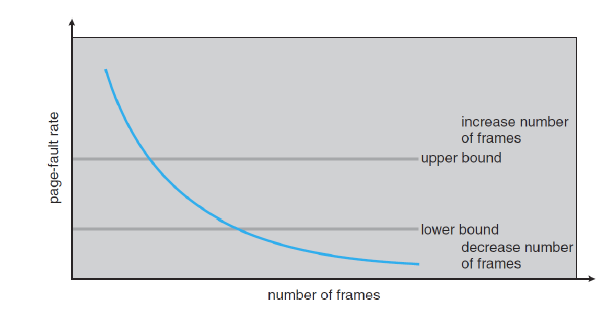 page-fault rate
increase number
of frames
upper bound
lower bound
decrease number
of frames
number of frames